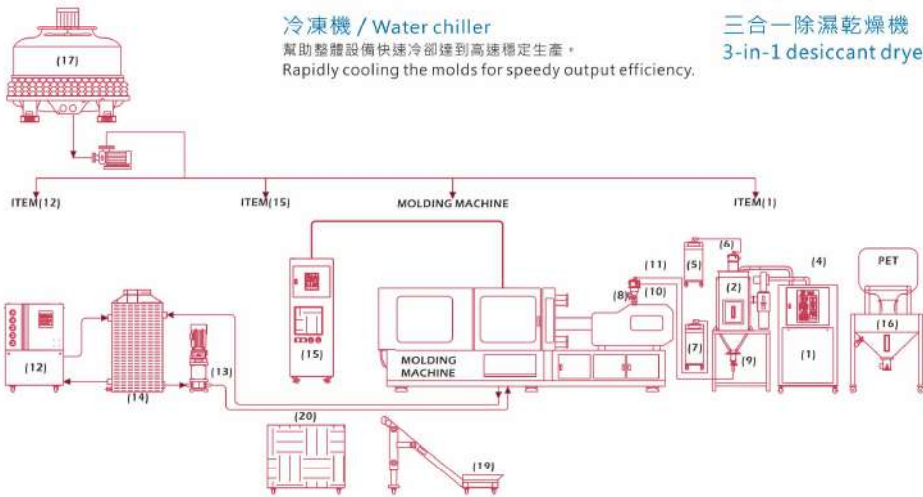 冷凍機 / Water chiller
幫助整體設備快速冷卻達到高速穩定生產。
Rapidly cooling the molds for speedy output efficiency.
三合一除濕乾燥機
3-in-1 desiccant drye
(17)
ITEM(12)
ITEM(15)
MOLDING MACHINE
ITEM(1)
(6)
(5)
(4)
(11)
PET
(2)
(8)
(10)
(16)
(15)
(7)
(1)
MOLDING
MACHINE
(9)
(12)
(13)
(14)
(20)
(19)